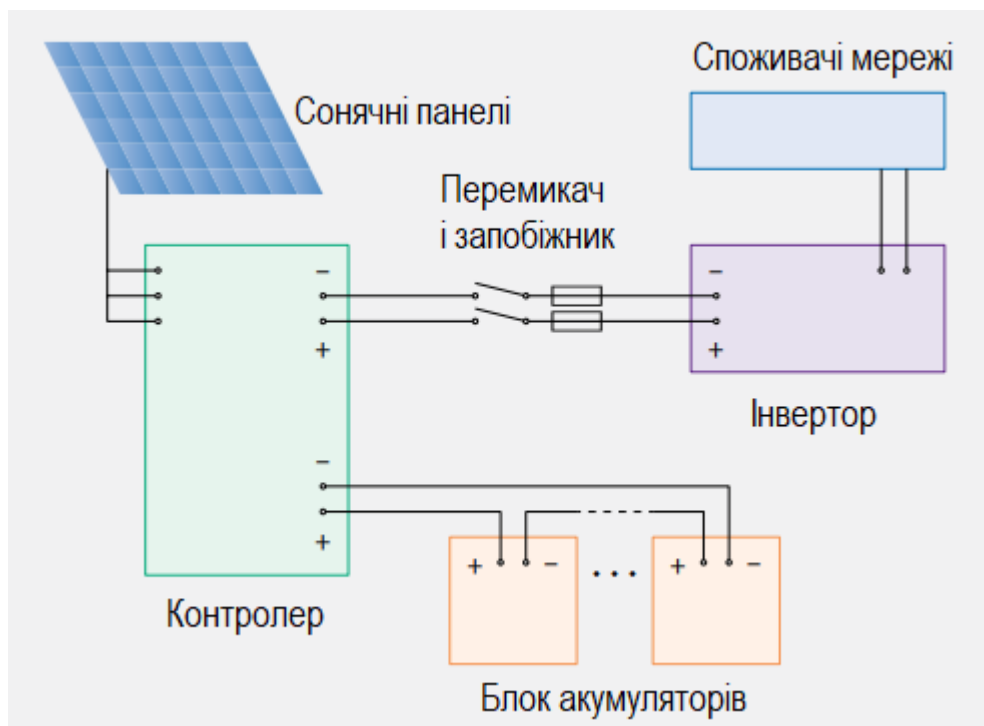 Споживачі мережі
Сонячні панелі
Перемикач
і запобіжник
− −
+ +
Інвертор
−
+
+ − ... + −
Контролер
Блок акумуляторів